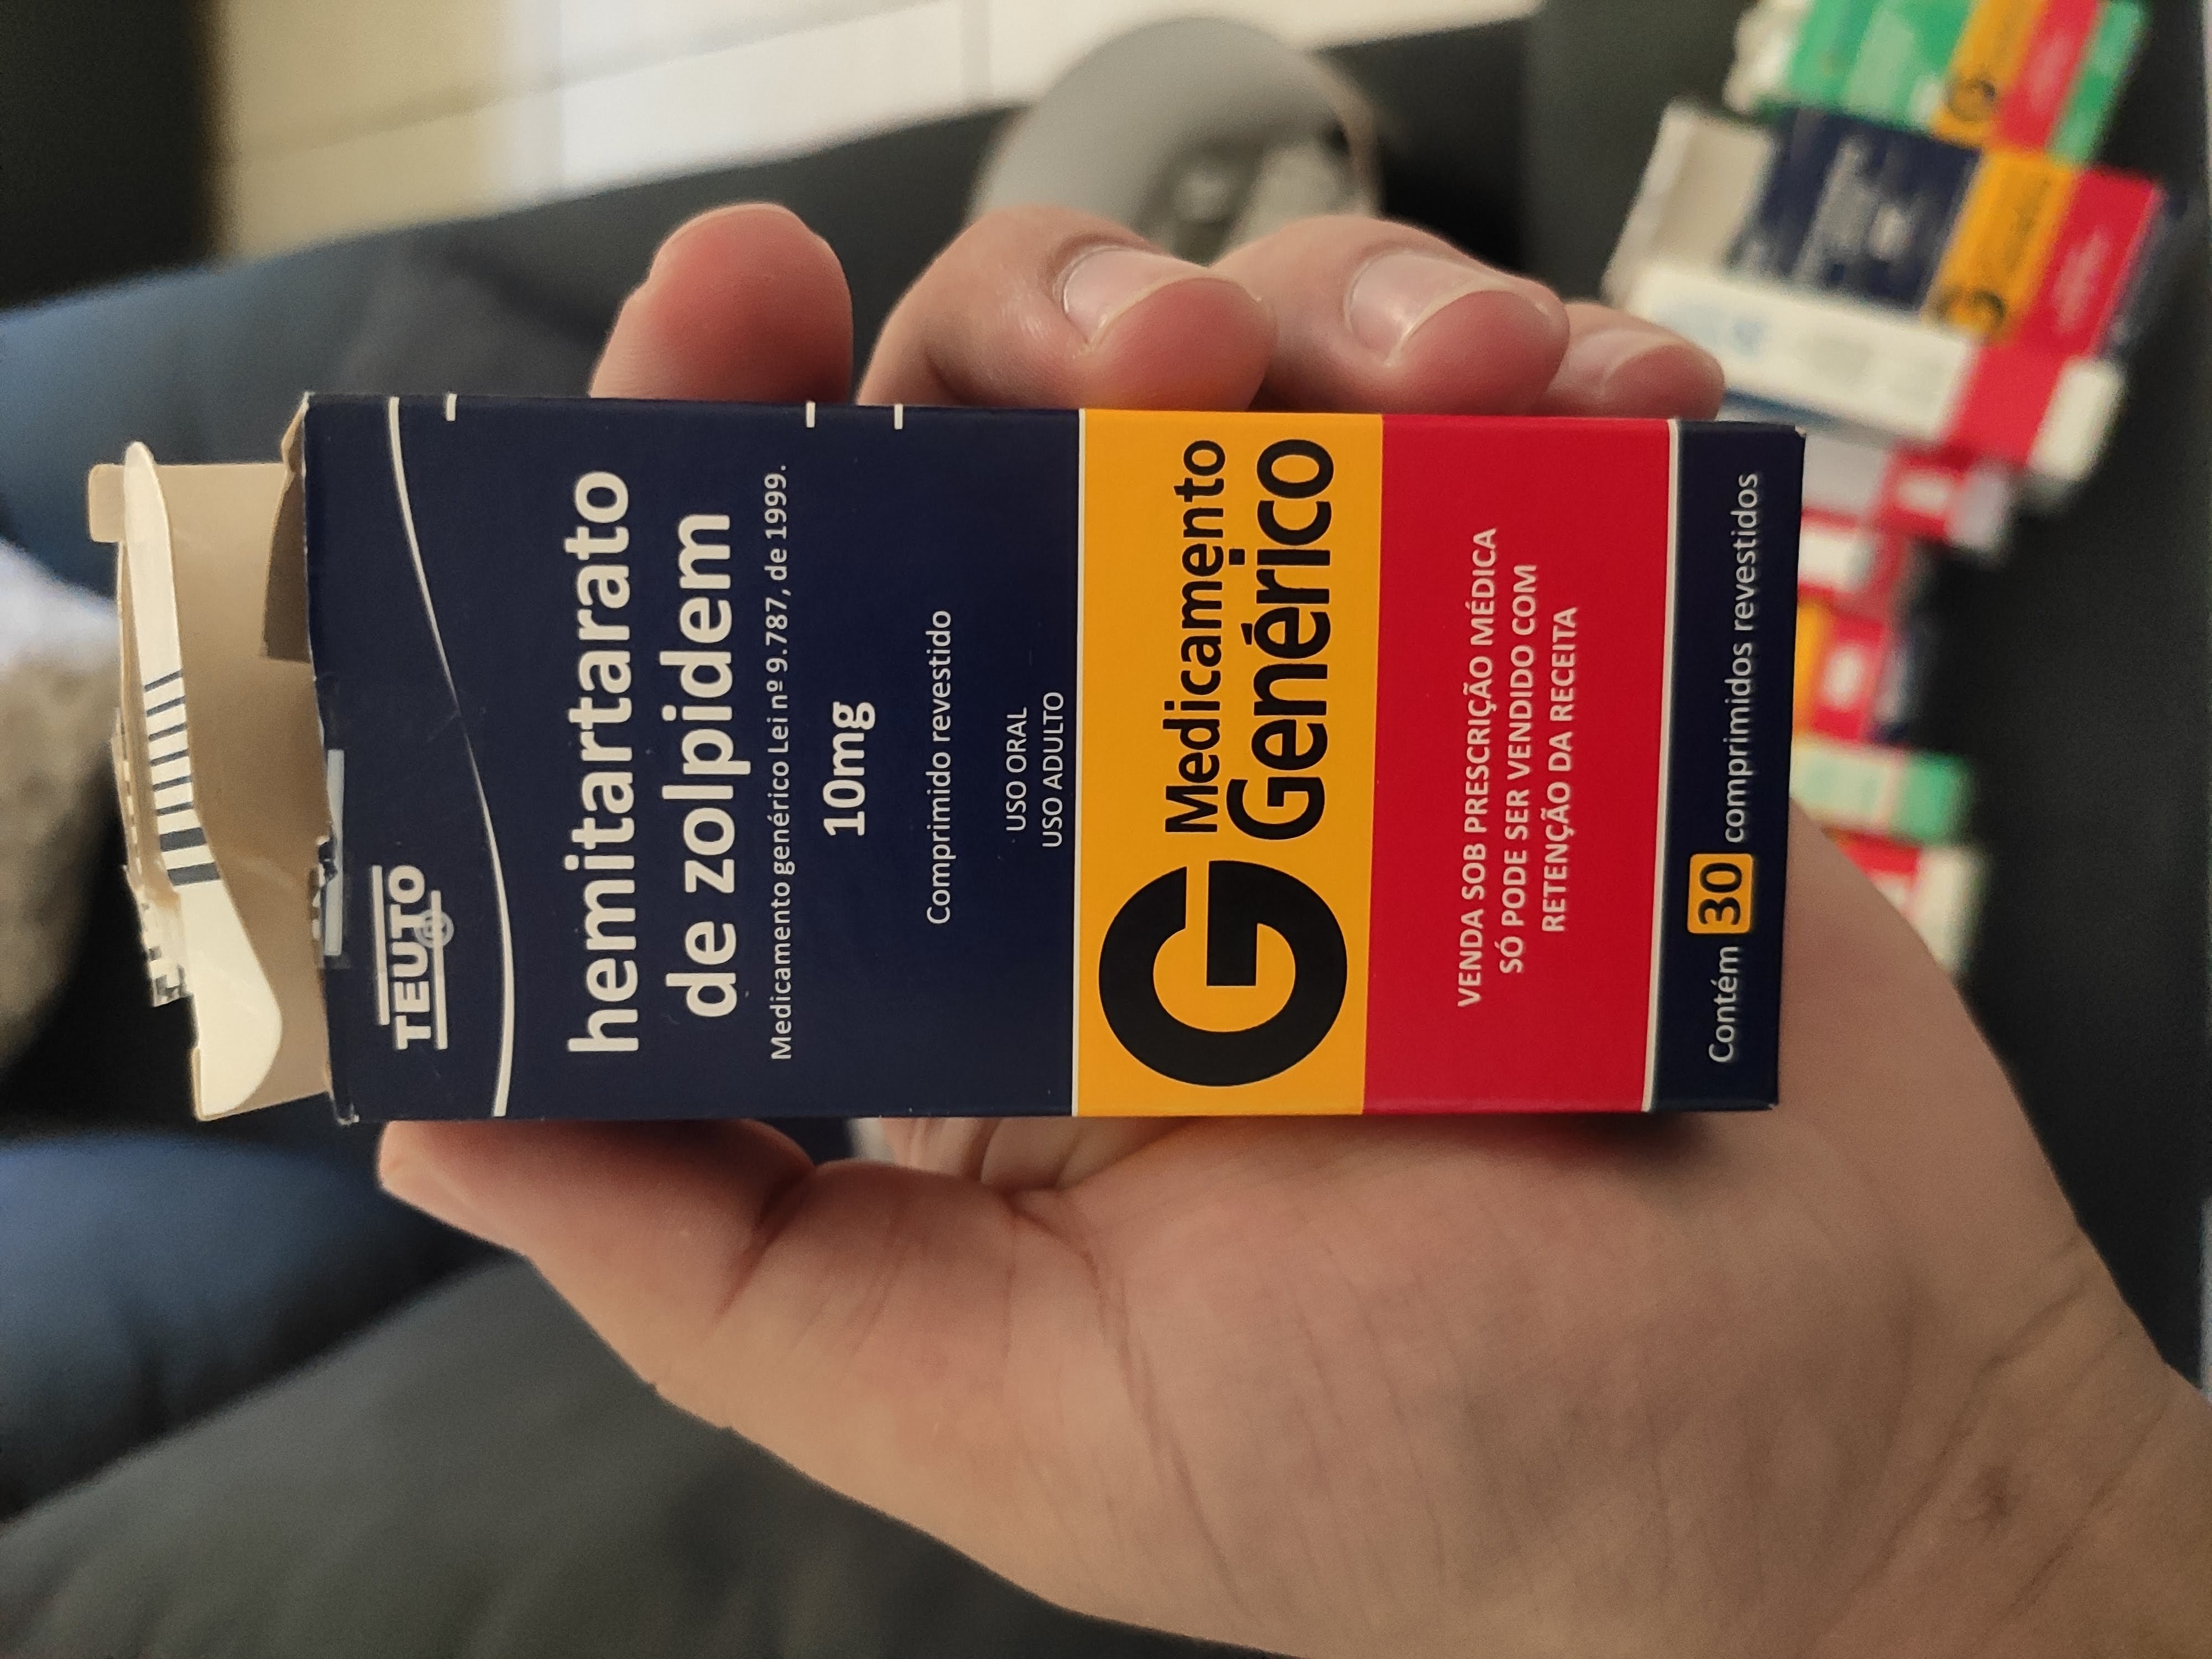 TEUTO
hemitartarato
de zolpidem
Medicamento genérico Lei nº 9.787, de 1999.
10mg
Comprimido revestido
USO ORAL
USO ADULTO
G Medicamento
Genérico
VENDA SOB PRESCRIÇÃO MÉDICA
SÓ PODE SER VENDIDO COM
RETENÇÃO DA RECEITA
Contém 30 comprimidos revestidos